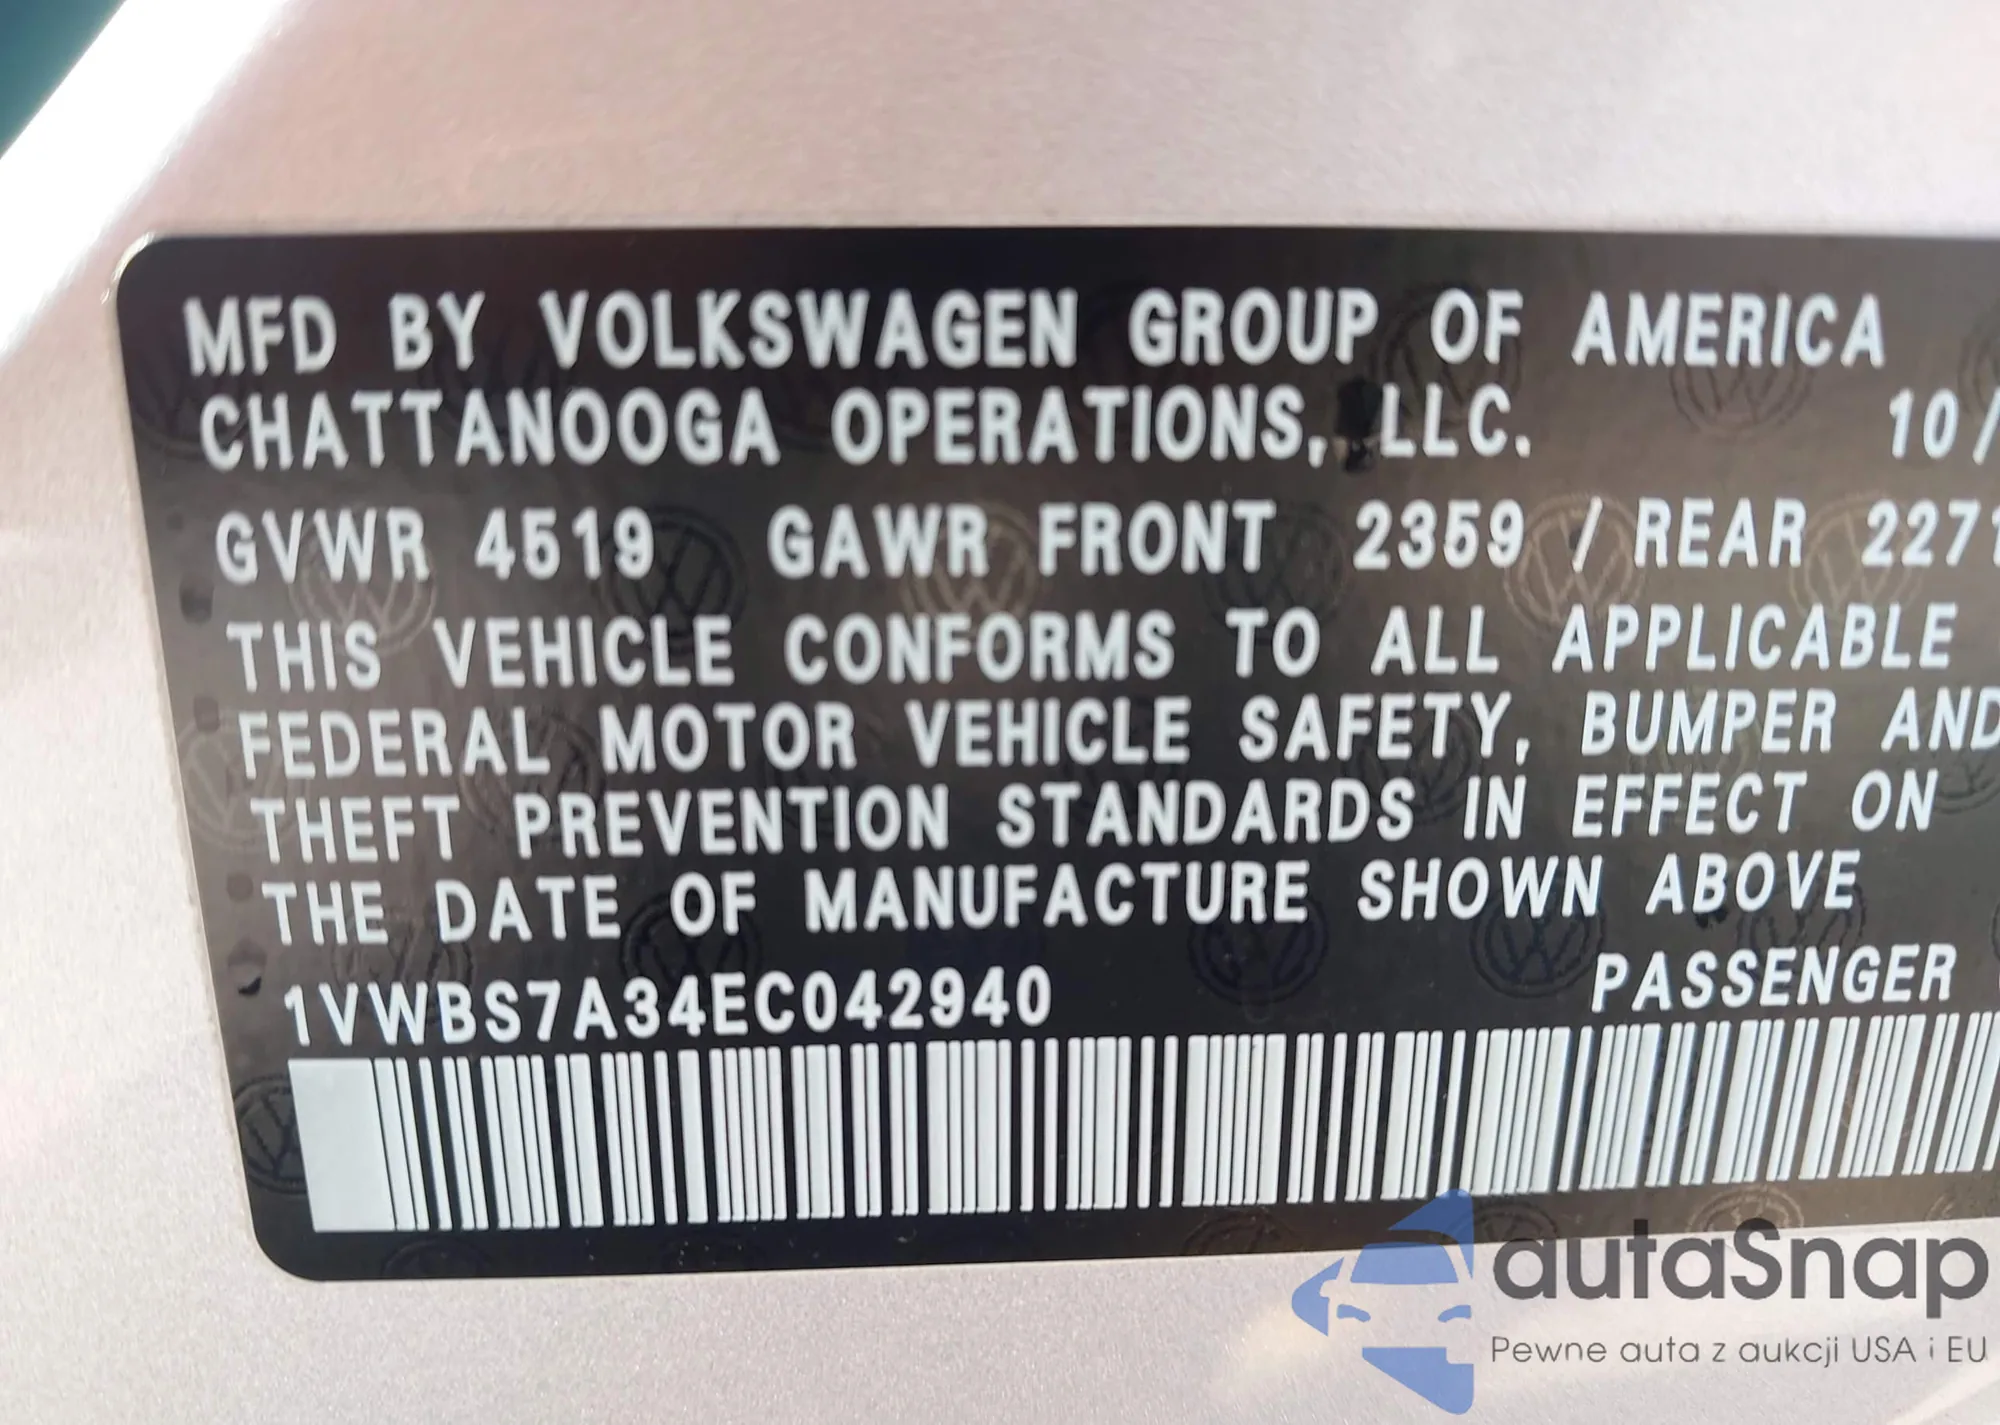 MFD BY VOLKSWAGEN GROUP OF AMERICA
CHATTANOOGA OPERATIONS, LLC. 10/
GVWR 4519 GAWR FRONT 2359 / REAR 2271
THIS VEHICLE CONFORMS TO ALL APPLICABLE
FEDERAL MOTOR VEHICLE SAFETY, BUMPER AND
THEFT PREVENTION STANDARDS IN EFFECT ON
THE DATE OF MANUFACTURE SHOWN ABOVE
1VWBS7A34EC042940 PASSENGER
autaSnap
Pewne auta z aukcji USA i EU